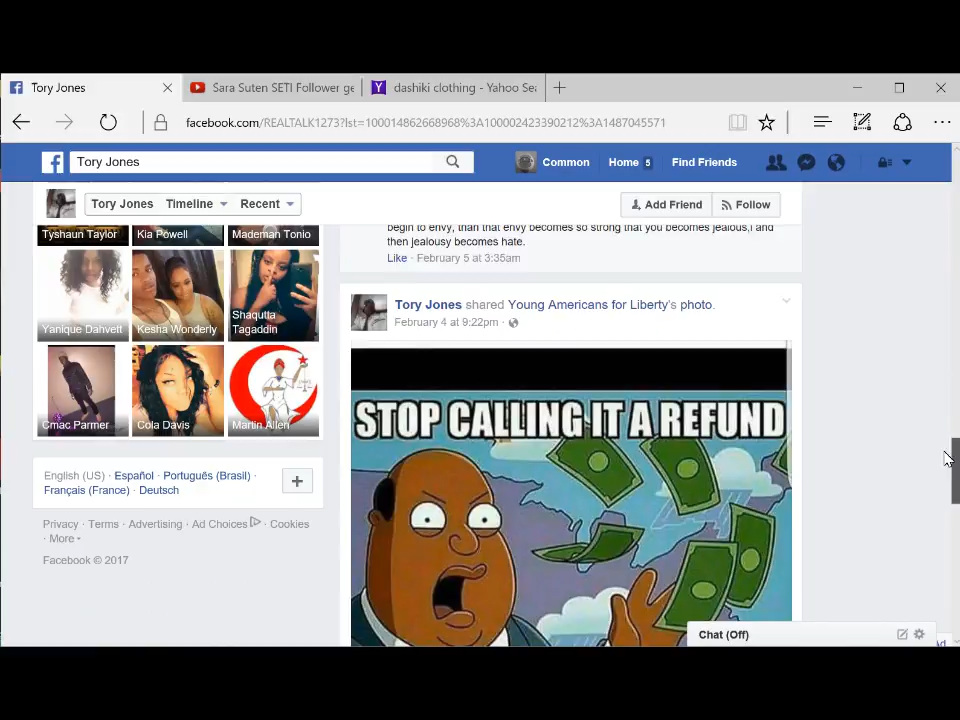 Tory Jones
Sara Suten SETI Follower ge
dashiki clothing - Yahoo Sea
facebook.com/REALTALK1273?lst=100014862668968%3A100002423390212%3A1487045571
Tory Jones
Common
Home 5
Find Friends
Tory Jones
Timeline
Recent
Add Friend
Follow
Tyshaun Taylor
Kia Powell
Mademan Tonio
Yanique Dahvett
Kesha Wonderly
Shaqutta
Tagaddin
Cmac Parmer
Cola Davis
Martin Allen
English (US) · Español · Português (Brasil) ·
Français (France) · Deutsch
Privacy · Terms · Advertising · Ad Choices · Cookies
· More
Facebook © 2017
begin to envy, than that envy becomes so strong that you becomes jealous,i and
then jealousy becomes hate.
Like · February 5 at 3:35am
Tory Jones shared Young Americans for Liberty's photo.
February 4 at 9:22pm ·
STOP CALLING IT A REFUND
Chat (Off)